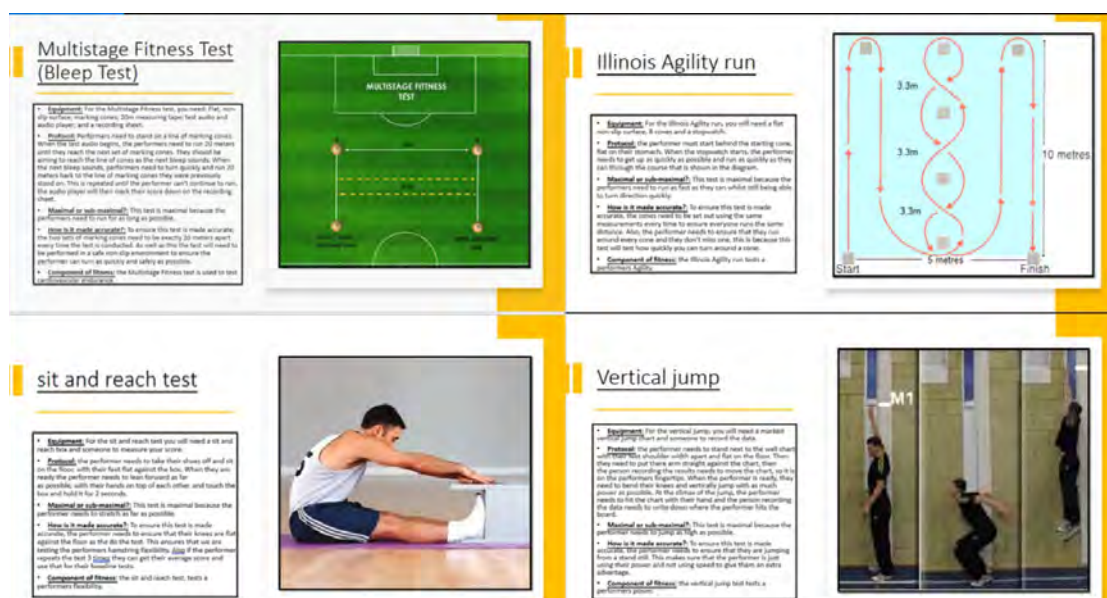 Multistage Fitness Test
(Bleep Test)
• Equipment: For the Multistage Fitness test, you need: Flat, non-
slip surface; marking cones; 20m measuring tape; test audio and
audio player; and a recording sheet.
• Protocol: Performers need to stand on a line of marking cones.
When the test audio begins, the performers need to run 20 meters
until they reach the next set of marking cones. They should be
aiming to reach the line of cones as the next bleep sounds. When
the next bleep sounds, performers need to turn quickly and run 20
meters back to the line of marking cones they were previously
stand on. This is repeated until the performer can't continue to run,
the audio player will then mark their score down on the recording
sheet.
• Maximal or sub-maximal?: This test is maximal because the
performers need to run for as long as possible.
• How is it made accurate?: To ensure this test is made accurate;
the two sets of marking cones need to be exactly 20 meters apart
every time the test is conducted. As well as this the test will need to
be performed in a safe non-slip environment to ensure the
performer can turn as quickly and safely as possible.
• Component of fitness: the Multistage Fitness test is used to test
cardiovascular endurance
MULTISTAGE FITNESS
TEST
Illinois Agility run
• Equipment: For the Illinois Agility run, you will need a flat
non-slip surface, 8 cones and a stopwatch.
• Protocol: the performer must start behind the starting cone,
flat on their stomach. When the stopwatch starts, the performer
needs to get up as quickly as possible and run as quickly as they
can through the course that is shown in the diagram.
• Maximal or sub-maximal?: This test is maximal because the
performers need to run as fast as they can whilst still being able
to turn direction quickly.
• How is it made accurate?: To ensure this test is made
accurate, the cones need to be set out using the same
measurements every time to ensure everyone runs the same
distance. Also, the performer needs to ensure that they run
around every cone and they don't miss one, this is because this
test will test how quickly you can turn around a cone.
• Component of fitness: the Illinois Agility run tests a
performers Agility.
3.3m
3.3m
3.3m
10 metres
5 metres
Start
Finish
sit and reach test
• Equipment: For the sit and reach test you will need a sit and
reach box and someone to measure your score.
• Protocol: the performer needs to take their shoes off and sit
on the floor, with their feet flat against the box. When they are
ready the performer needs to lean forward as far
as possible, with their hands on top of each other, and touch the
box and hold it for 2 seconds.
• Maximal or sub-maximal?: This test is maximal because the
performer needs to stretch as far as possible.
• How is it made accurate?: To ensure this test is made
accurate, the performer needs to ensure that their knees are flat
against the floor as the do the test. This ensures that we are
testing the performers hamstring flexibility. Also if the performer
repeats the test 3 times they can get their average score and
use that for their baseline tests.
• Component of fitness: the sit and reach test, tests a
performers flexibility.
Vertical jump
• Equipment: For the vertical jump, you will need a marked
vertical jump chart and someone to record the data.
• Protocol: the performer needs to stand next to the wall chart
with their feet shoulder width apart and flat on the floor. Then
they need to put there arm straight against the chart, then
the person recording the results needs to move the chart, so it is
on the performers fingertips. When the performer is ready, they
need to bend their knees and vertically jump with as much
power as possible. At the climax of the jump, the performer
needs to hit the chart with their hand and the person recording
the data needs to write down where the performer hits the
board.
• Maximal or sub-maximal?: This test is maximal because the
performer needs to jump as high as possible.
• How is it made accurate?: To ensure this test is made
accurate, the performer needs to ensure that they are jumping
from a stand still. This makes sure that the performer is just
using their power and not using speed to give them an extra
advantage.
• Component of fitness: the vertical jump test tests a
performers power.
M1